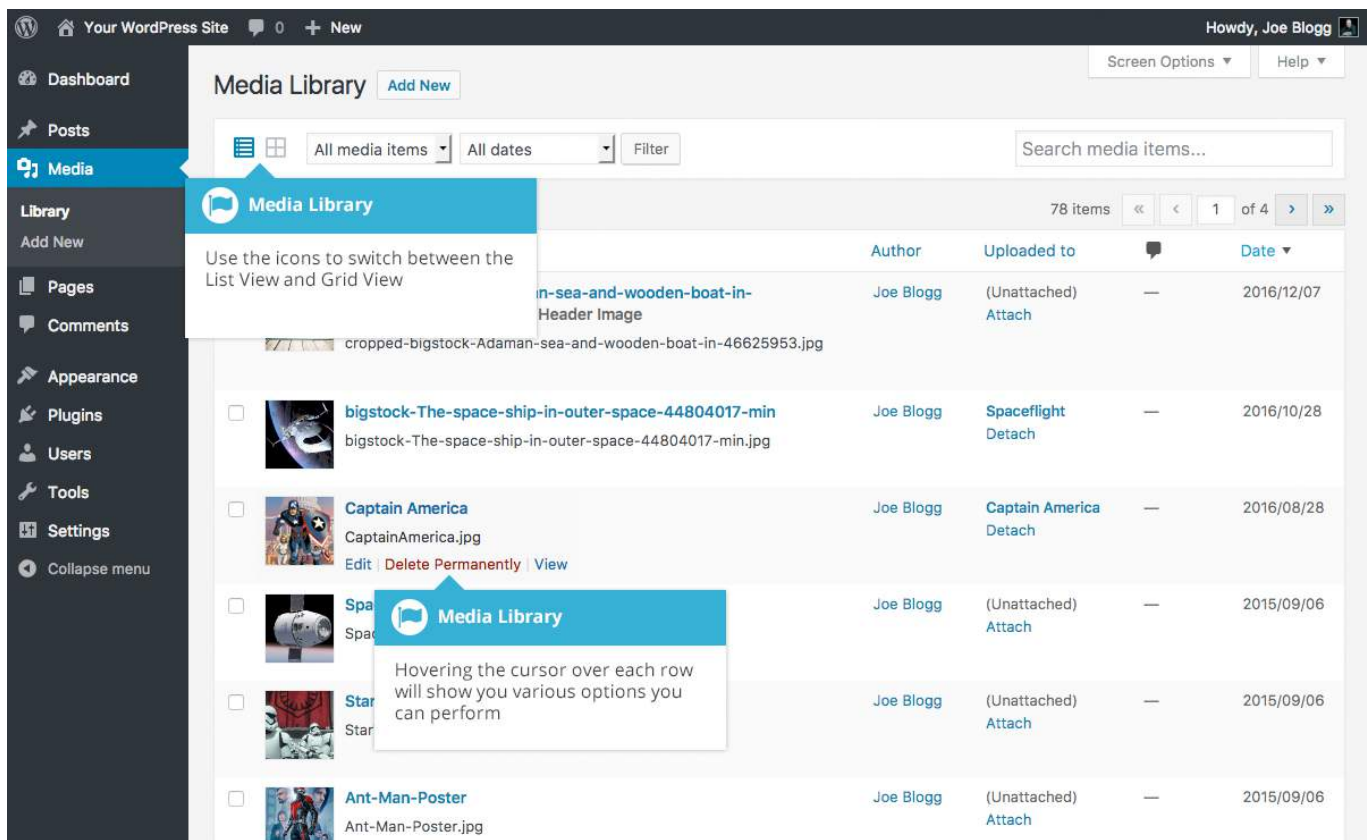 Your WordPress Site 0 + New Howdy, Joe Blogg
Screen Options ▼ Help ▼
Dashboard
Posts
Media
Library
Add New
Pages
Comments
Appearance
Plugins
Users
Tools
Settings
Collapse menu
Media Library Add New
All media items All dates Filter Search media items...
Media Library
Use the icons to switch between the
List View and Grid View
78 items « ‹ 1 of 4 › »
Author Uploaded to Date ▼
n-sea-and-wooden-boat-in- Joe Blogg (Unattached) — 2016/12/07
Header Image Attach
cropped-bigstock-Adaman-sea-and-wooden-boat-in-46625953.jpg
bigstock-The-space-ship-in-outer-space-44804017-min Joe Blogg Spaceflight — 2016/10/28
bigstock-The-space-ship-in-outer-space-44804017-min.jpg Detach
Captain America Joe Blogg Captain America — 2016/08/28
CaptainAmerica.jpg Detach
Edit | Delete Permanently | View
Spa Joe Blogg (Unattached) — 2015/09/06
Spac Attach
Media Library
Hovering the cursor over each row
will show you various options you
can perform
Star Joe Blogg (Unattached) — 2015/09/06
Star Attach
Ant-Man-Poster Joe Blogg (Unattached) — 2015/09/06
Ant-Man-Poster.jpg Attach